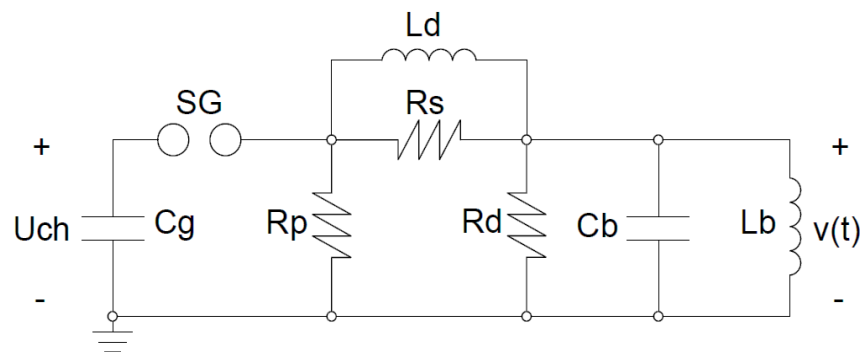 Ld
SG
Rs
+
+
Uch
Cg
Rp
Rd
Cb
Lb
v(t)
-
-